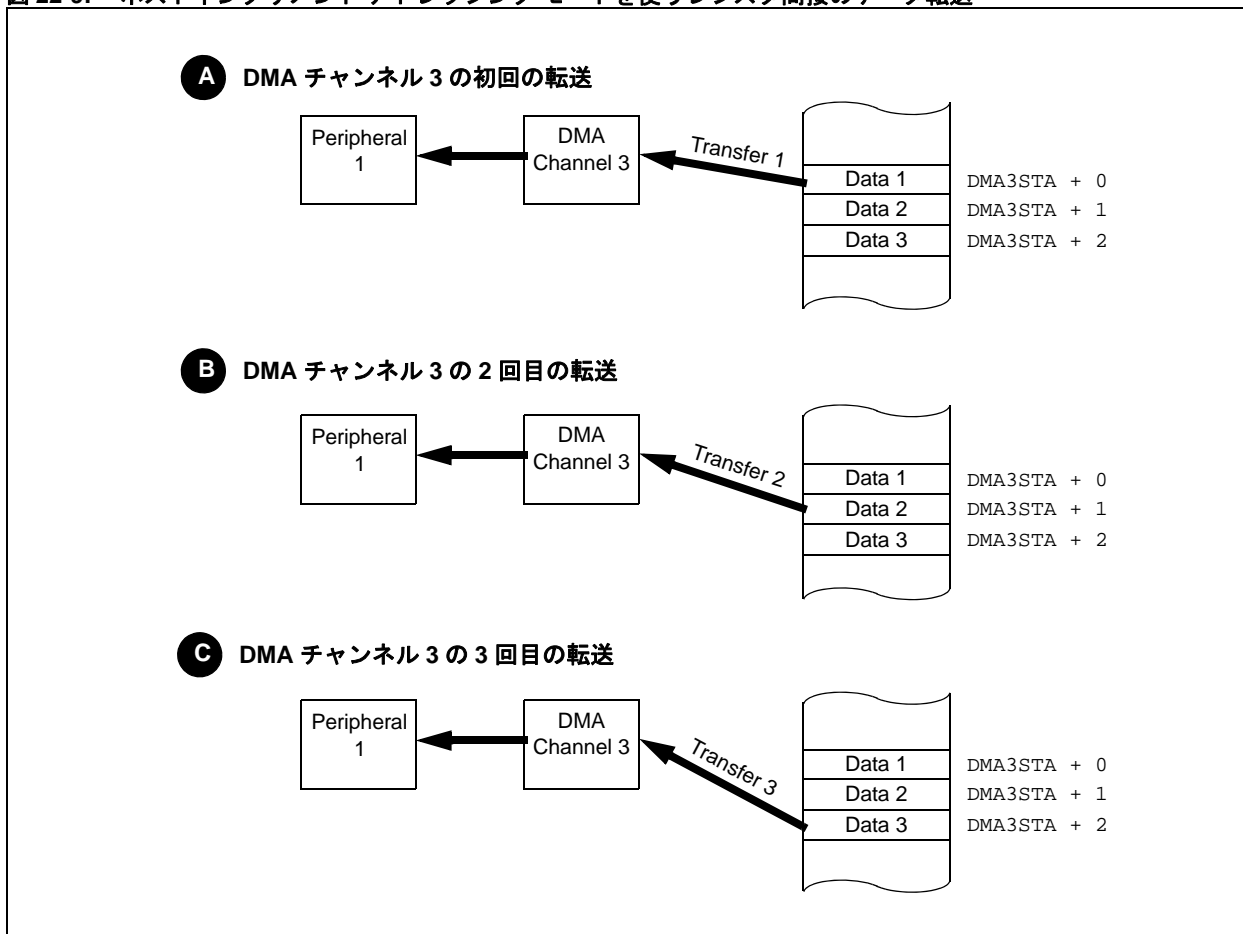 A DMA チャンネル 3 の初回の転送
Peripheral
1
DMA
Channel 3
Transfer 1
Data 1 DMA3STA + 0
Data 2 DMA3STA + 1
Data 3 DMA3STA + 2
B DMA チャンネル 3 の 2 回目の転送
Peripheral
1
DMA
Channel 3
Transfer 2
Data 1 DMA3STA + 0
Data 2 DMA3STA + 1
Data 3 DMA3STA + 2
C DMA チャンネル 3 の 3 回目の転送
Peripheral
1
DMA
Channel 3
Transfer 3
Data 1 DMA3STA + 0
Data 2 DMA3STA + 1
Data 3 DMA3STA + 2